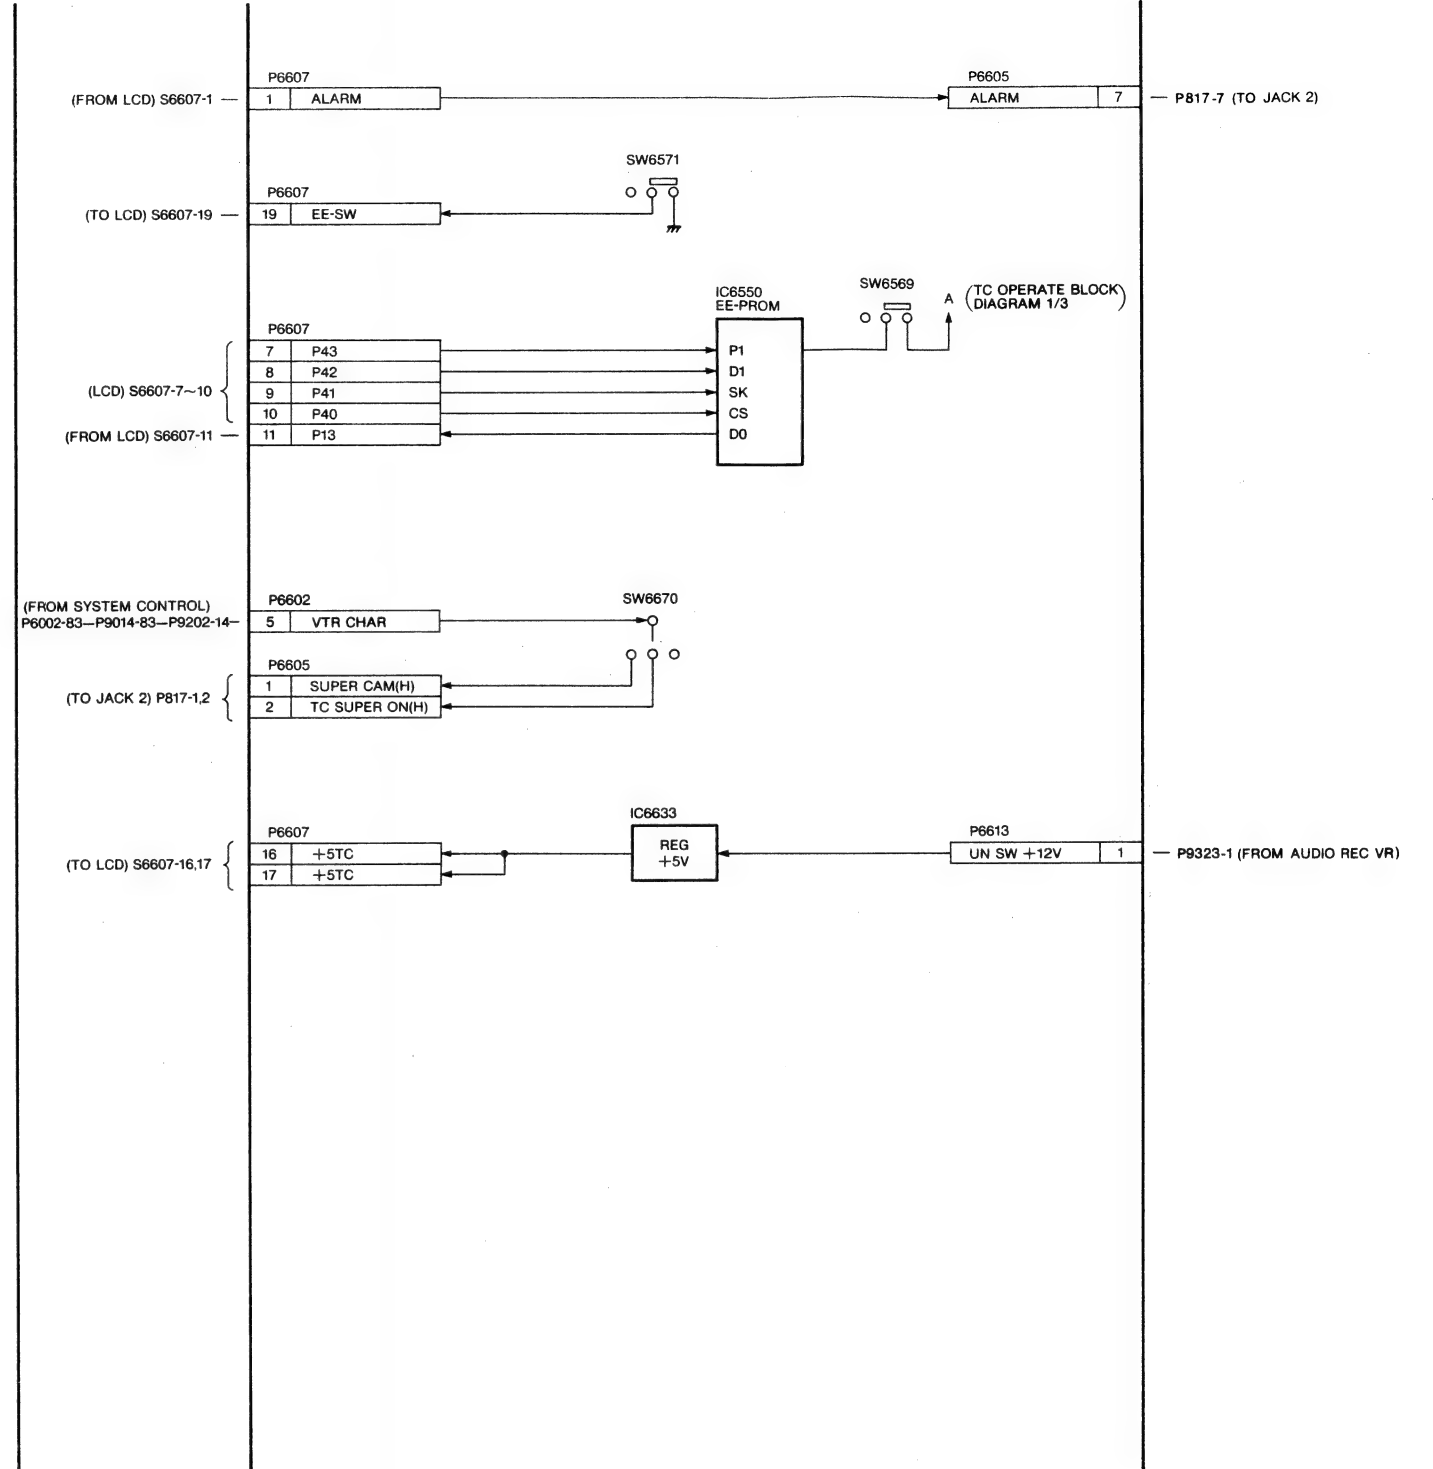 P6607
(FROM LCD) S6607-1 —
1 ALARM
P6605
ALARM 7
— P817-7 (TO JACK 2)
SW6571
P6607
(TO LCD) S6607-19 —
19 EE-SW
IC6550
EE-PROM
SW6569
A (TC OPERATE BLOCK
DIAGRAM 1/3)
P6607
(LCD) S6607-7~10
7 P43
8 P42
9 P41
10 P40
(FROM LCD) S6607-11 —
11 P13
P1
D1
SK
CS
D0
(FROM SYSTEM CONTROL)
P6002-83—P9014-83—P9202-14—
P6602
5 VTR CHAR
SW6670
P6605
(TO JACK 2) P817-1,2
1 SUPER CAM(H)
2 TC SUPER ON(H)
P6607
(TO LCD) S6607-16,17
16 +5TC
17 +5TC
IC6633
REG
+5V
P6613
UN SW +12V 1
— P9323-1 (FROM AUDIO REC VR)